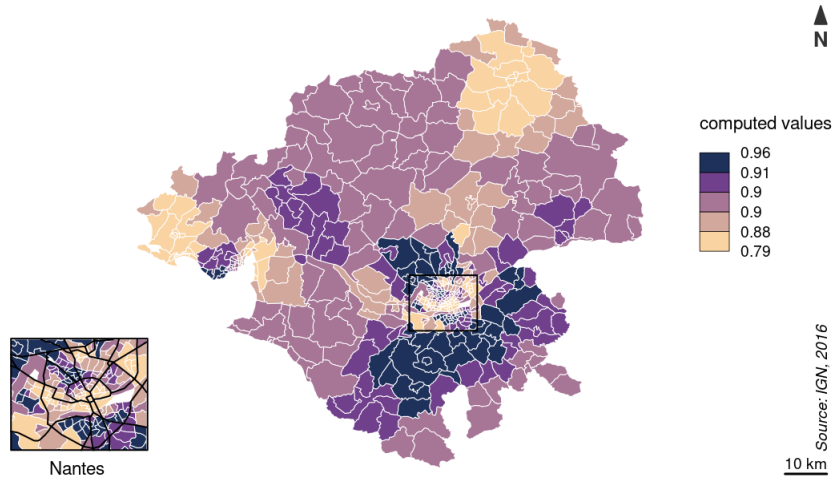 N
computed values
0.96
0.91
0.9
0.9
0.88
0.79
Nantes
Source: IGN, 2016
10 km